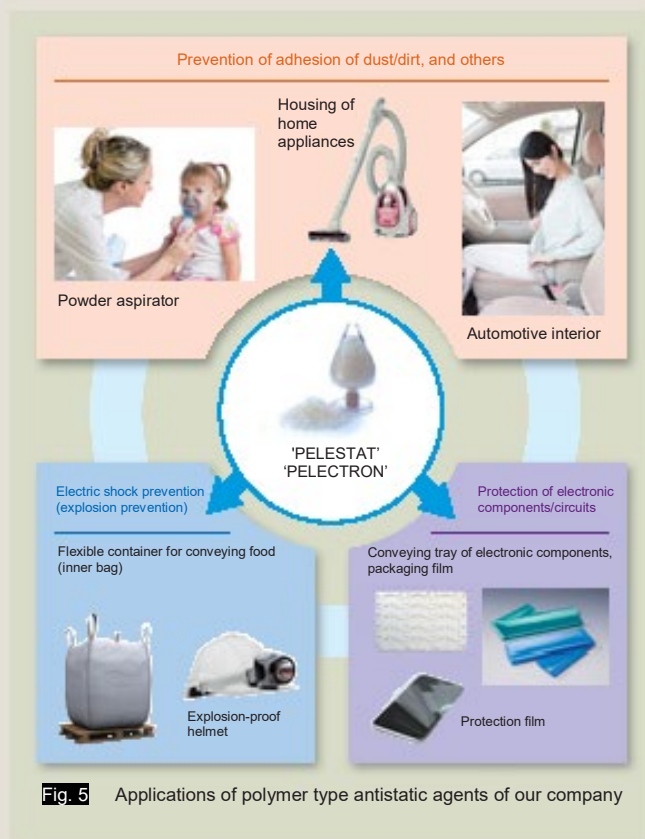 Prevention of adhesion of dust/dirt, and others
Housing of
home
appliances
Powder aspirator
Automotive interior
'PELESTAT'
‘PELECTRON’
Electric shock prevention
(explosion prevention)
Flexible container for conveying food
(inner bag)
Explosion-proof
helmet
Protection of electronic
components/circuits
Conveying tray of electronic components,
packaging film
Protection film
Fig. 5 Applications of polymer type antistatic agents of our company